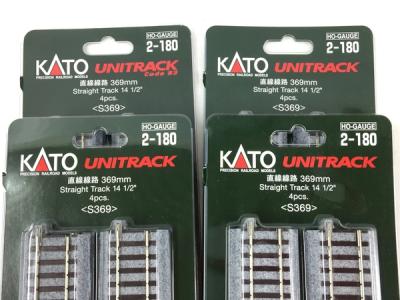 HO-GAUGE
2-180
KATO UNITRACK
PRECISION RAILROAD MODELS
Code 83
直線線路 369mm
Straight Track 14 1/2"
4pcs.
<S369>
HO-GAUGE
2-180
KATO UNITRACK
PRECISION RAILROAD MODELS
直線線路 369mm
Straight Track 14 1/2"
4pcs.
<S369>
HO-GAUGE
2-180
KATO UNITRACK
PRECISION RAILROAD MODELS
直線線路 369mm
Straight Track 14 1/2"
4pcs.
<S369>
HO-GAUGE
2-180
KATO UNITRACK
PRECISION RAILROAD MODELS
直線線路 369mm
Straight Track 14 1/2"
4pcs.
<S369>